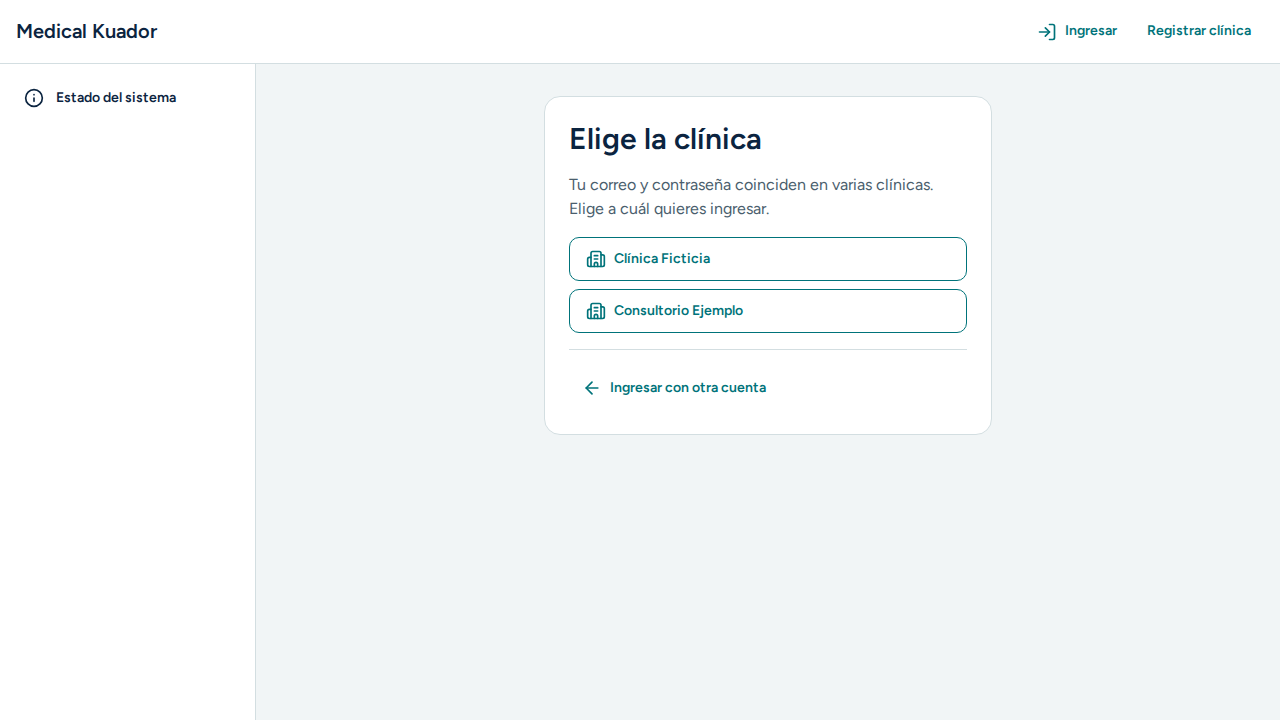 Medical Kuador
Ingresar
Registrar clínica
Estado del sistema
Elige la clínica
Tu correo y contraseña coinciden en varias clínicas.
Elige a cuál quieres ingresar.
Clínica Ficticia
Consultorio Ejemplo
Ingresar con otra cuenta